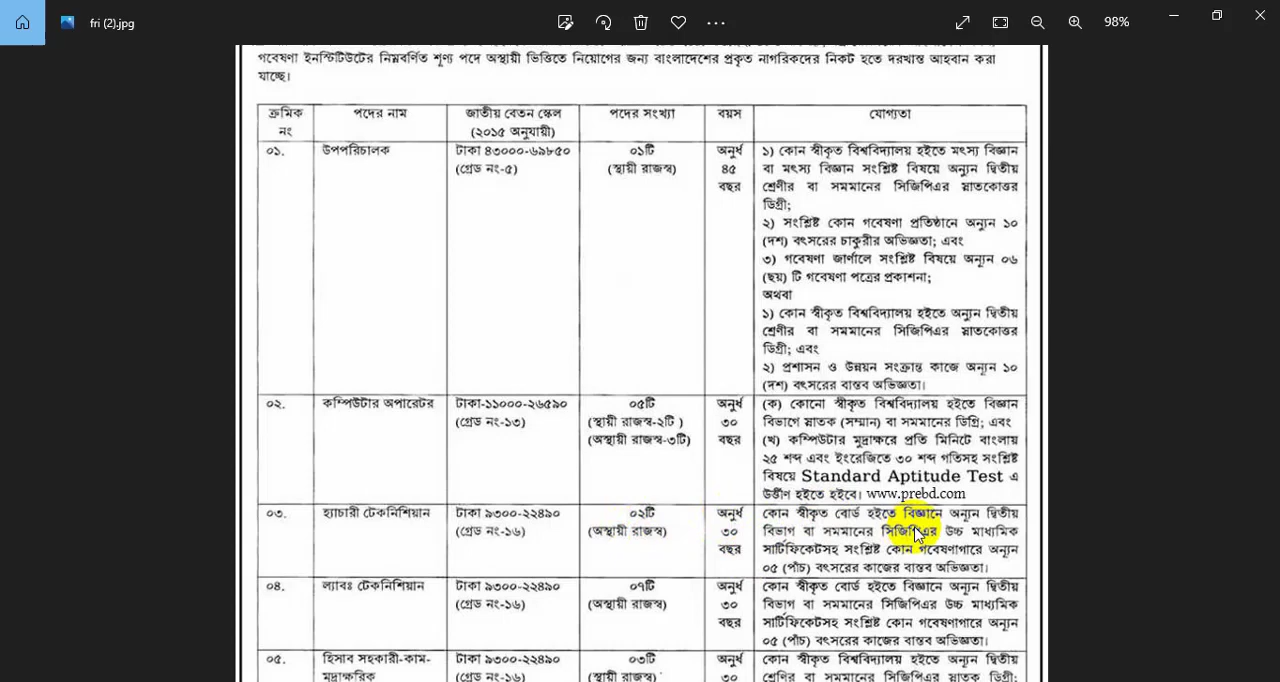 fri (2).jpg
98%
গবেষণা ইনস্টিটিউটের নিম্নবর্ণিত শূণ্য পদে অস্থায়ী ভিত্তিতে নিয়োগের জন্য বাংলাদেশের প্রকৃত নাগরিকদের নিকট হতে দরখাস্ত আহবান করা
যাচ্ছে।
ক্রমিক নং
পদের নাম
জাতীয় বেতন স্কেল
(২০১৫ অনুযায়ী)
পদের সংখ্যা
বয়স
যোগ্যতা
০১.
উপপরিচালক
টাকা ৪৩০০০-৬৯৮৫০
(গ্রেড নং-৫)
০১টি
(স্থায়ী রাজস্ব)
অনুর্ধ
৪৫
বছর
১) কোন স্বীকৃত বিশ্ববিদ্যালয় হইতে মৎস্য বিজ্ঞান
বা মৎস্য বিজ্ঞান সংশ্লিষ্ট বিষয়ে অন্যুন দ্বিতীয়
শ্রেণীর বা সমমানের সিজিপিএর স্নাতকোত্তর
ডিগ্রী;
২) সংশ্লিষ্ট কোন গবেষণা প্রতিষ্ঠানে অন্যুন ১০
(দশ) বৎসরের চাকুরীর অভিজ্ঞতা; এবং
৩) গবেষণা জার্ণালে সংশ্লিষ্ট বিষয়ে অন্যূন ০৬
(ছয়) টি গবেষণা পত্রের প্রকাশনা;
অথবা
১) কোন স্বীকৃত বিশ্ববিদ্যালয় হইতে অন্যুন দ্বিতীয়
শ্রেণীর বা সমমানের সিজিপিএর স্নাতকোত্তর
ডিগ্রী; এবং
২) প্রশাসন ও উন্নয়ন সংক্রান্ত কাজে অন্যুন ১০
(দশ) বৎসরের বাস্তব অভিজ্ঞতা।
০২.
কম্পিউটার অপারেটর
টাকা-১১০০০-২৬৫৯০
(গ্রেড নং-১৩)
০৫টি
(স্থায়ী রাজস্ব-২টি )
(অস্থায়ী রাজস্ব-৩টি)
অনুর্ধ
৩০
বছর
(ক) কোনো স্বীকৃত বিশ্ববিদ্যালয় হইতে বিজ্ঞান
বিভাগে স্নাতক (সম্মান) বা সমমানের ডিগ্রি; এবং
(খ) কম্পিউটার মুদ্রাক্ষরে প্রতি মিনিটে বাংলায়
২৫ শব্দ এবং ইংরেজিতে ৩০ শব্দ গতিসহ সংশ্লিষ্ট
বিষয়ে Standard Aptitude Test এ
উর্ত্তীণ হইতে হইবে। www.prebd.com
০৩.
হ্যাচারী টেকনিশিয়ান
টাকা ৯৩০০-২২৪৯০
(গ্রেড নং-১৬)
০২টি
(অস্থায়ী রাজস্ব)
অনুর্ধ
৩০
বছর
কোন স্বীকৃত বোর্ড হইতে বিজ্ঞানে অন্যুন দ্বিতীয়
বিভাগ বা সমমানের সিজিপিএর উচ্চ মাধ্যমিক
সার্টিফিকেটসহ সংশ্লিষ্ট কোন গবেষণাগারে অন্যুন
০৫ (পাঁচ) বৎসরের কাজের বাস্তব অভিজ্ঞতা।
০৪.
ল্যাবঃ টেকনিশিয়ান
টাকা ৯৩০০-২২৪৯০
(গ্রেড নং-১৬)
০৭টি
(অস্থায়ী রাজস্ব)
অনুর্ধ
৩০
বছর
কোন স্বীকৃত বোর্ড হইতে বিজ্ঞানে অন্যুন দ্বিতীয়
বিভাগ বা সমমানের সিজিপিএর উচ্চ মাধ্যমিক
সার্টিফিকেটসহ সংশ্লিষ্ট কোন গবেষণাগারে অন্যুন
০৫ (পাঁচ) বৎসরের কাজের বাস্তব অভিজ্ঞতা।
০৫.
হিসাব সহকারী-কাম-
মুদ্রাক্ষরিক
টাকা ৯৩০০-২২৪৯০
(গ্রেড নং-১৬)
০৩টি
(স্থায়ী রাজস্ব)
অনুর্ধ
৩০
কোন স্বীকৃত বিশ্ববিদ্যালয় হইতে অন্যুন দ্বিতীয়
শ্রেণির বা সমমানের সিজিপিএর স্নাতক ডিগ্রী;